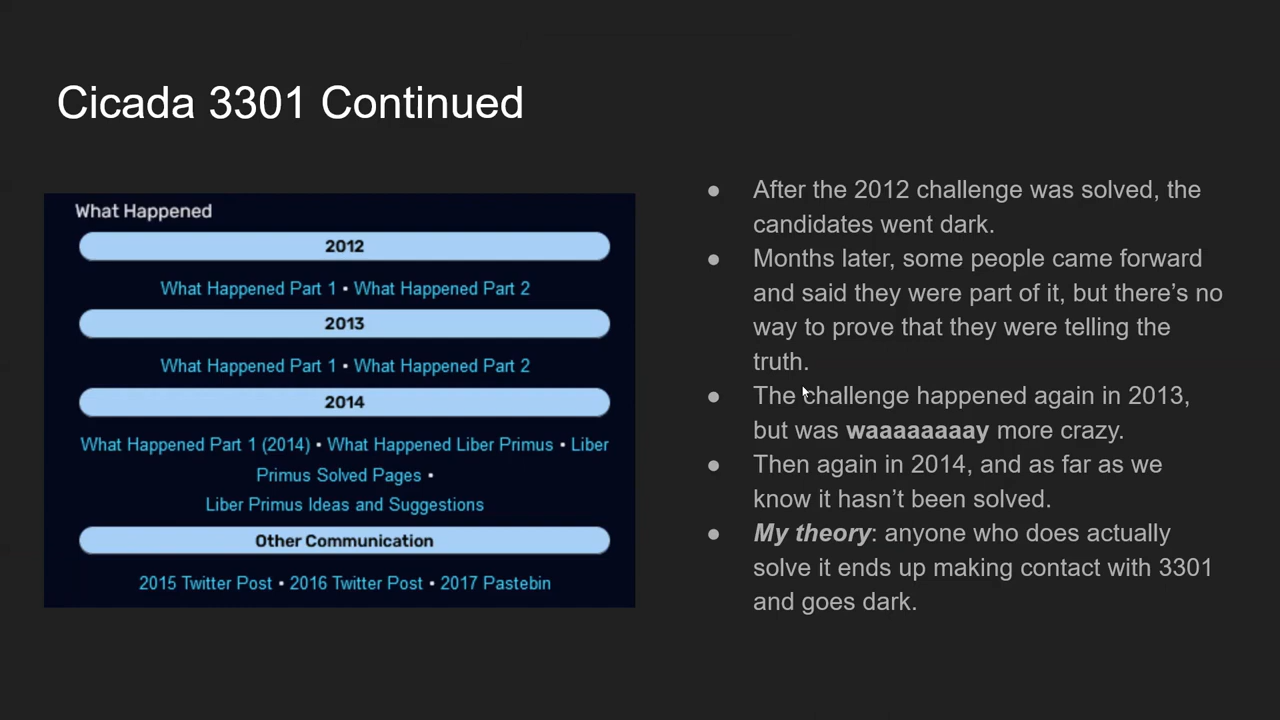 Cicada 3301 Continued
What Happened
2012
What Happened Part 1 • What Happened Part 2
2013
What Happened Part 1 • What Happened Part 2
2014
What Happened Part 1 (2014) • What Happened Liber Primus • Liber
Primus Solved Pages •
Liber Primus Ideas and Suggestions
Other Communication
2015 Twitter Post • 2016 Twitter Post • 2017 Pastebin
● After the 2012 challenge was solved, the
candidates went dark.
● Months later, some people came forward
and said they were part of it, but there’s no
way to prove that they were telling the
truth.
● The challenge happened again in 2013,
but was waaaaaaay more crazy.
● Then again in 2014, and as far as we
know it hasn’t been solved.
● My theory: anyone who does actually
solve it ends up making contact with 3301
and goes dark.